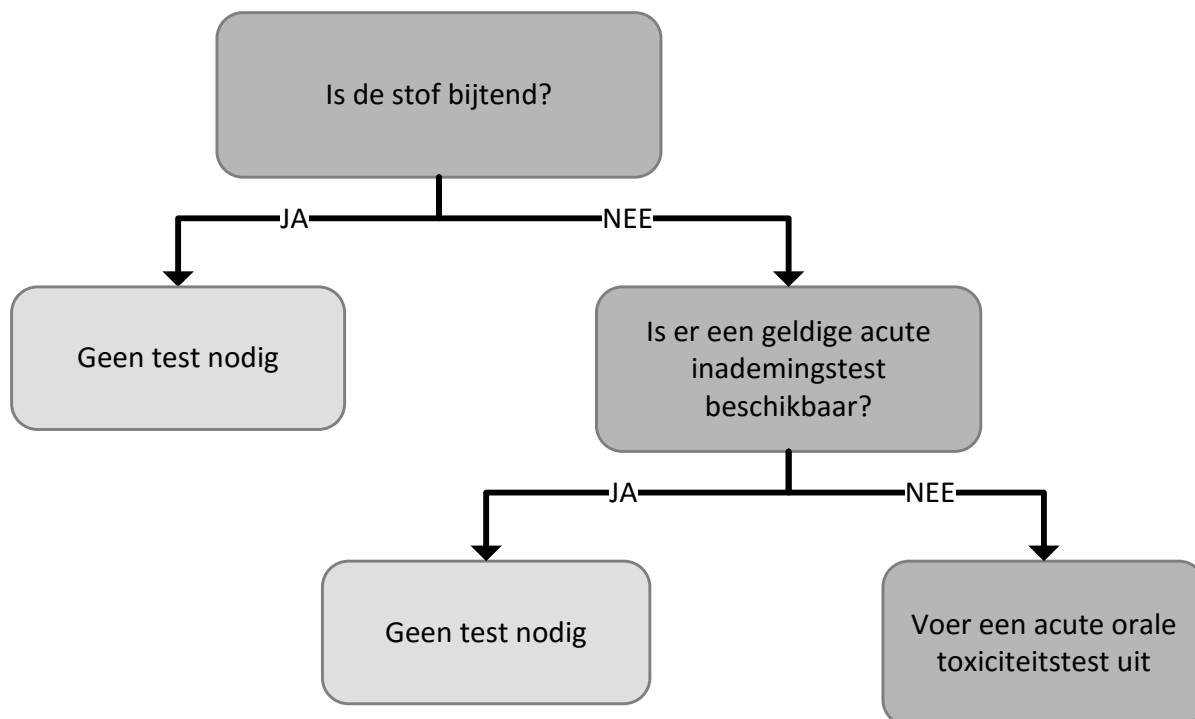 Is de stof bijtend?
JA
NEE
Geen test nodig
Is er een geldige acute
inademingstest
beschikbaar?
JA
NEE
Geen test nodig
Voer een acute orale
toxiciteitstest uit